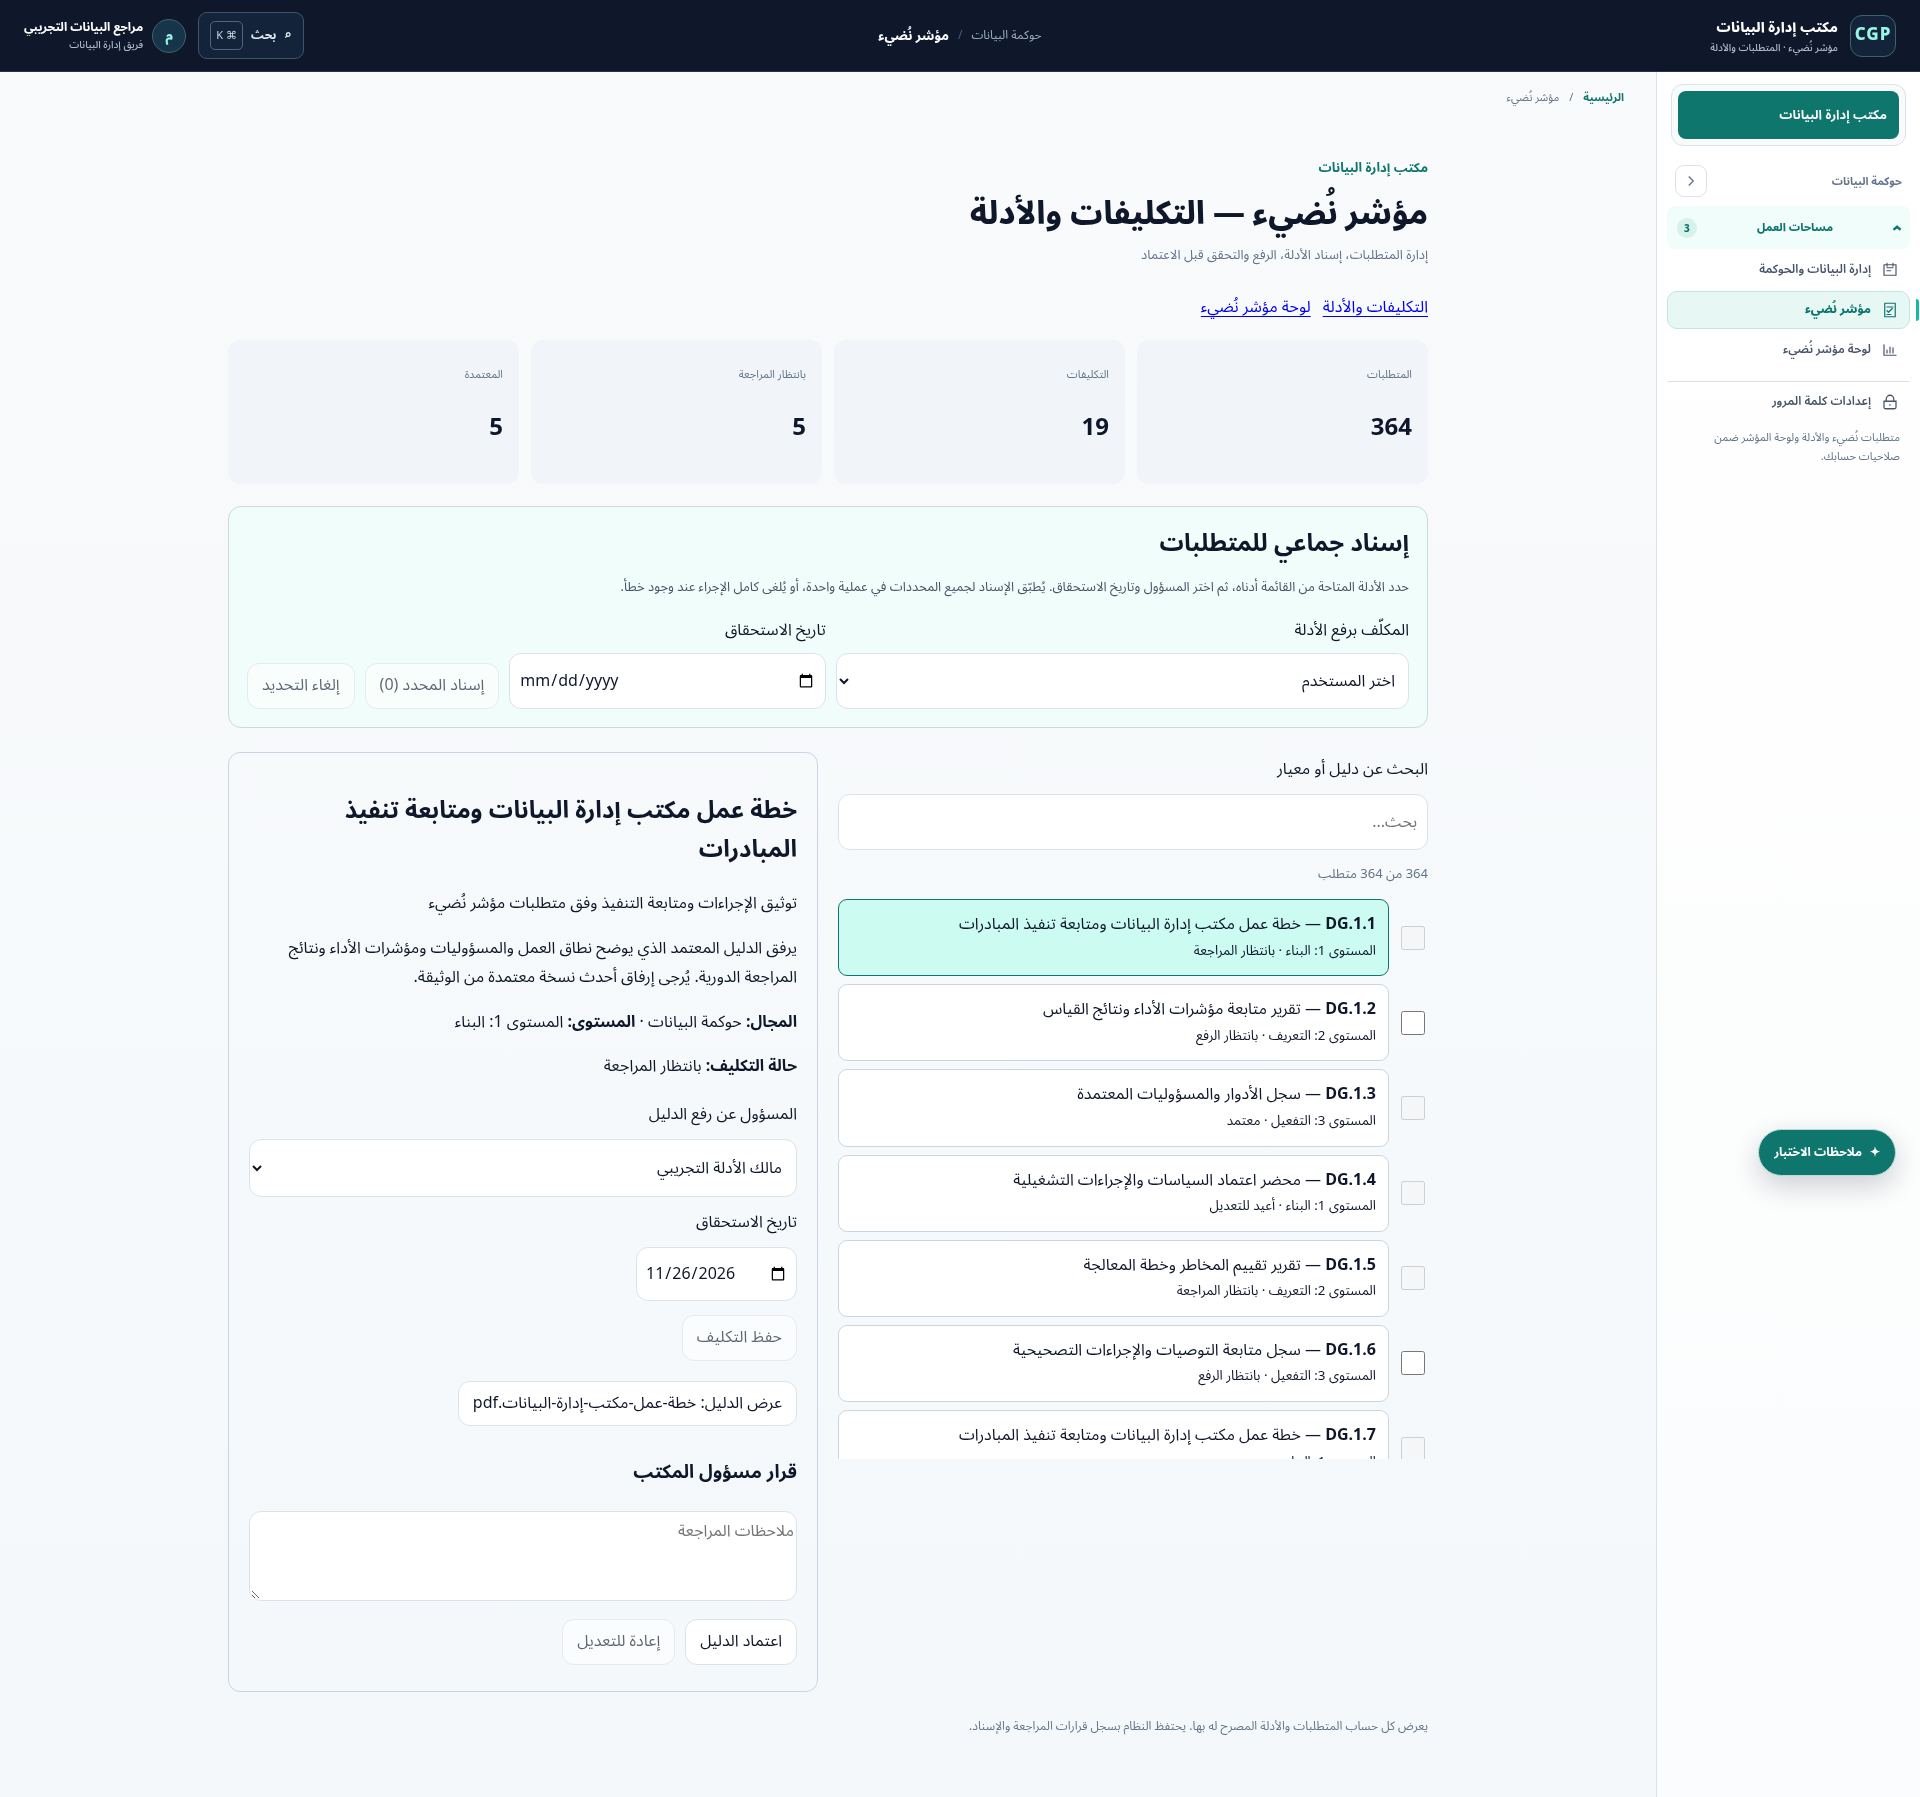 CGP
مكتب إدارة البيانات
مؤشر نُضيء · المتطلبات والأدلة
حوكمة البيانات / مؤشر نُضيء
بحث ⌘ K
م
مراجع البيانات التجريبي
فريق إدارة البيانات
مكتب إدارة البيانات
حوكمة البيانات
مساحات العمل 3
إدارة البيانات والحوكمة
مؤشر نُضيء
لوحة مؤشر نُضيء
إعدادات كلمة المرور
متطلبات نُضيء والأدلة ولوحة المؤشر ضمن
صلاحيات حسابك.
الرئيسية / مؤشر نُضيء
مكتب إدارة البيانات
مؤشر نُضيء — التكليفات والأدلة
إدارة المتطلبات، إسناد الأدلة، الرفع والتحقق قبل الاعتماد
التكليفات والأدلة لوحة مؤشر نُضيء
المتطلبات
364
التكليفات
19
بانتظار المراجعة
5
المعتمدة
5
إسناد جماعي للمتطلبات
حدد الأدلة المتاحة من القائمة أدناه، ثم اختر المسؤول وتاريخ الاستحقاق. يُطبّق الإسناد لجميع المحددات في عملية واحدة، أو يُلغى كامل الإجراء عند وجود خطأ.
المكلّف برفع الأدلة
اختر المستخدم
تاريخ الاستحقاق
mm/dd/yyyy
إسناد المحدد (0)
إلغاء التحديد
البحث عن دليل أو معيار
بحث...
364 من 364 متطلب
DG.1.1 — خطة عمل مكتب إدارة البيانات ومتابعة تنفيذ المبادرات
المستوى 1: البناء · بانتظار المراجعة
DG.1.2 — تقرير متابعة مؤشرات الأداء ونتائج القياس
المستوى 2: التعريف · بانتظار الرفع
DG.1.3 — سجل الأدوار والمسؤوليات المعتمدة
المستوى 3: التفعيل · معتمد
DG.1.4 — محضر اعتماد السياسات والإجراءات التشغيلية
المستوى 1: البناء · أعيد للتعديل
DG.1.5 — تقرير تقييم المخاطر وخطة المعالجة
المستوى 2: التعريف · بانتظار المراجعة
DG.1.6 — سجل متابعة التوصيات والإجراءات التصحيحية
المستوى 3: التفعيل · بانتظار الرفع
DG.1.7 — خطة عمل مكتب إدارة البيانات ومتابعة تنفيذ المبادرات
خطة عمل مكتب إدارة البيانات ومتابعة تنفيذ
المبادرات
توثيق الإجراءات ومتابعة التنفيذ وفق متطلبات مؤشر نُضيء
يرفق الدليل المعتمد الذي يوضح نطاق العمل والمسؤوليات ومؤشرات الأداء ونتائج
المراجعة الدورية. يُرجى إرفاق أحدث نسخة معتمدة من الوثيقة.
المجال: حوكمة البيانات · المستوى: المستوى 1: البناء
حالة التكليف: بانتظار المراجعة
المسؤول عن رفع الدليل
مالك الأدلة التجريبي
تاريخ الاستحقاق
11/26/2026
حفظ التكليف
عرض الدليل: خطة-عمل-مكتب-إدارة-البيانات.pdf
قرار مسؤول المكتب
ملاحظات المراجعة
اعتماد الدليل
إعادة للتعديل
يعرض كل حساب المتطلبات والأدلة المصرح له بها. يحتفظ النظام بسجل قرارات المراجعة والإسناد.
ملاحظات الاختبار